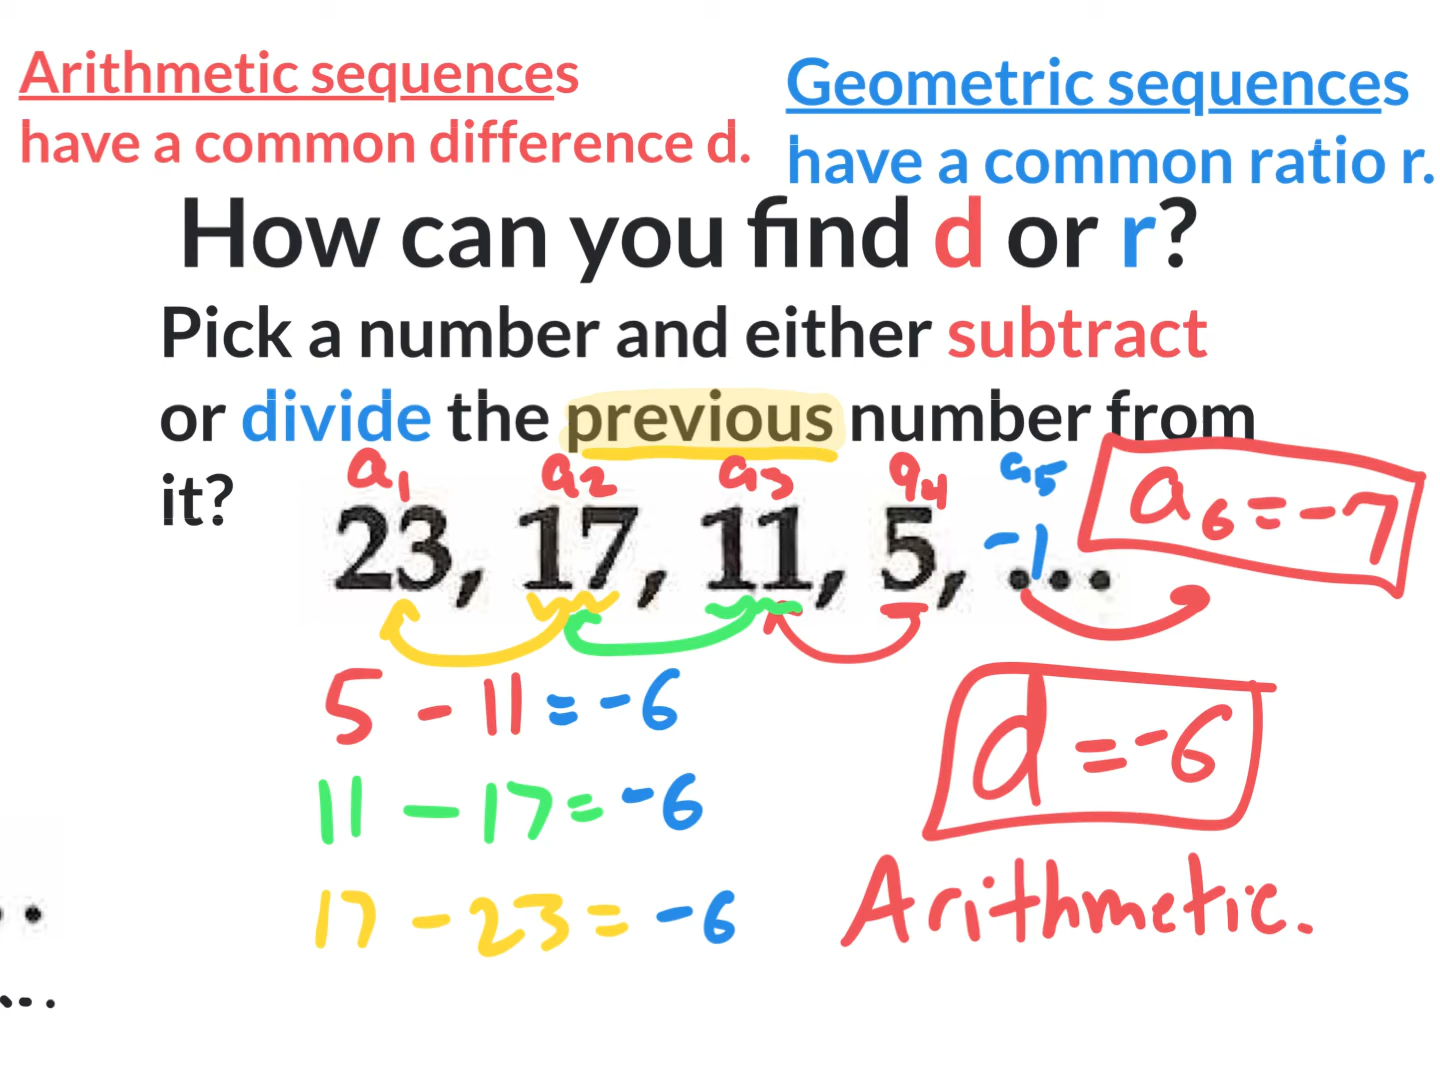 Arithmetic sequences
have a common difference d.
Geometric sequences
have a common ratio r.
How can you find d or r?
Pick a number and either subtract
or divide the previous number from
it?
a1 a2 a3 a4 a5
23, 17, 11, 5, ...
-1
a6 = -7
5 - 11 = -6
11 - 17 = -6
17 - 23 = -6
d = -6
Arithmetic.